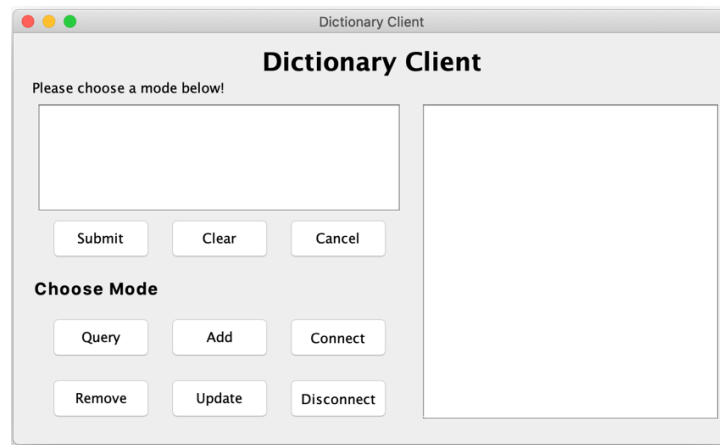 Dictionary Client
Dictionary Client
Please choose a mode below!
Submit Clear Cancel
Choose Mode
Query Add Connect
Remove Update Disconnect